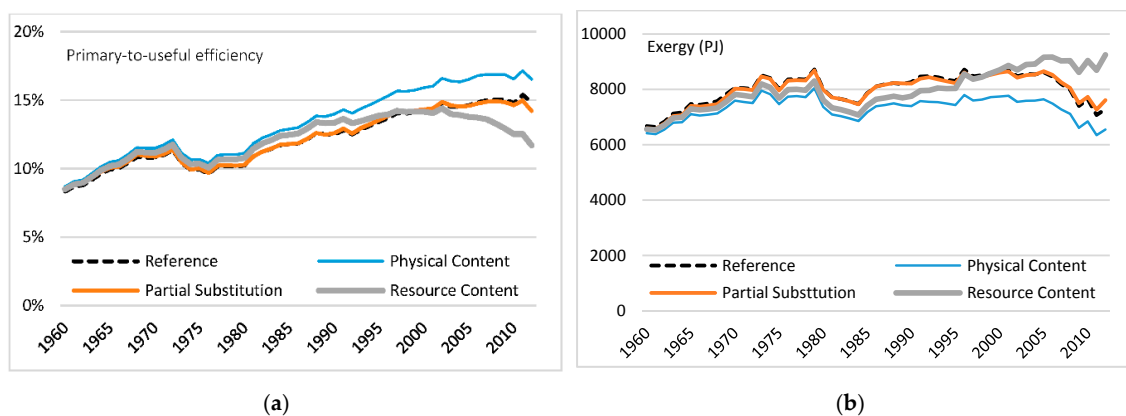 20%
Primary-to-useful efficiency
15%
10%
5%
0%
Reference
Physical Content
Partial Substitution
Resource Content
1960
1965
1970
1975
1980
1985
1990
1995
2000
2005
2010
(a)
10000
Exergy (PJ)
8000
6000
4000
2000
0
Reference
Physical Content
Partial Substtution
Resource Content
1960
1965
1970
1975
1980
1985
1990
1995
2000
2005
2010
(b)